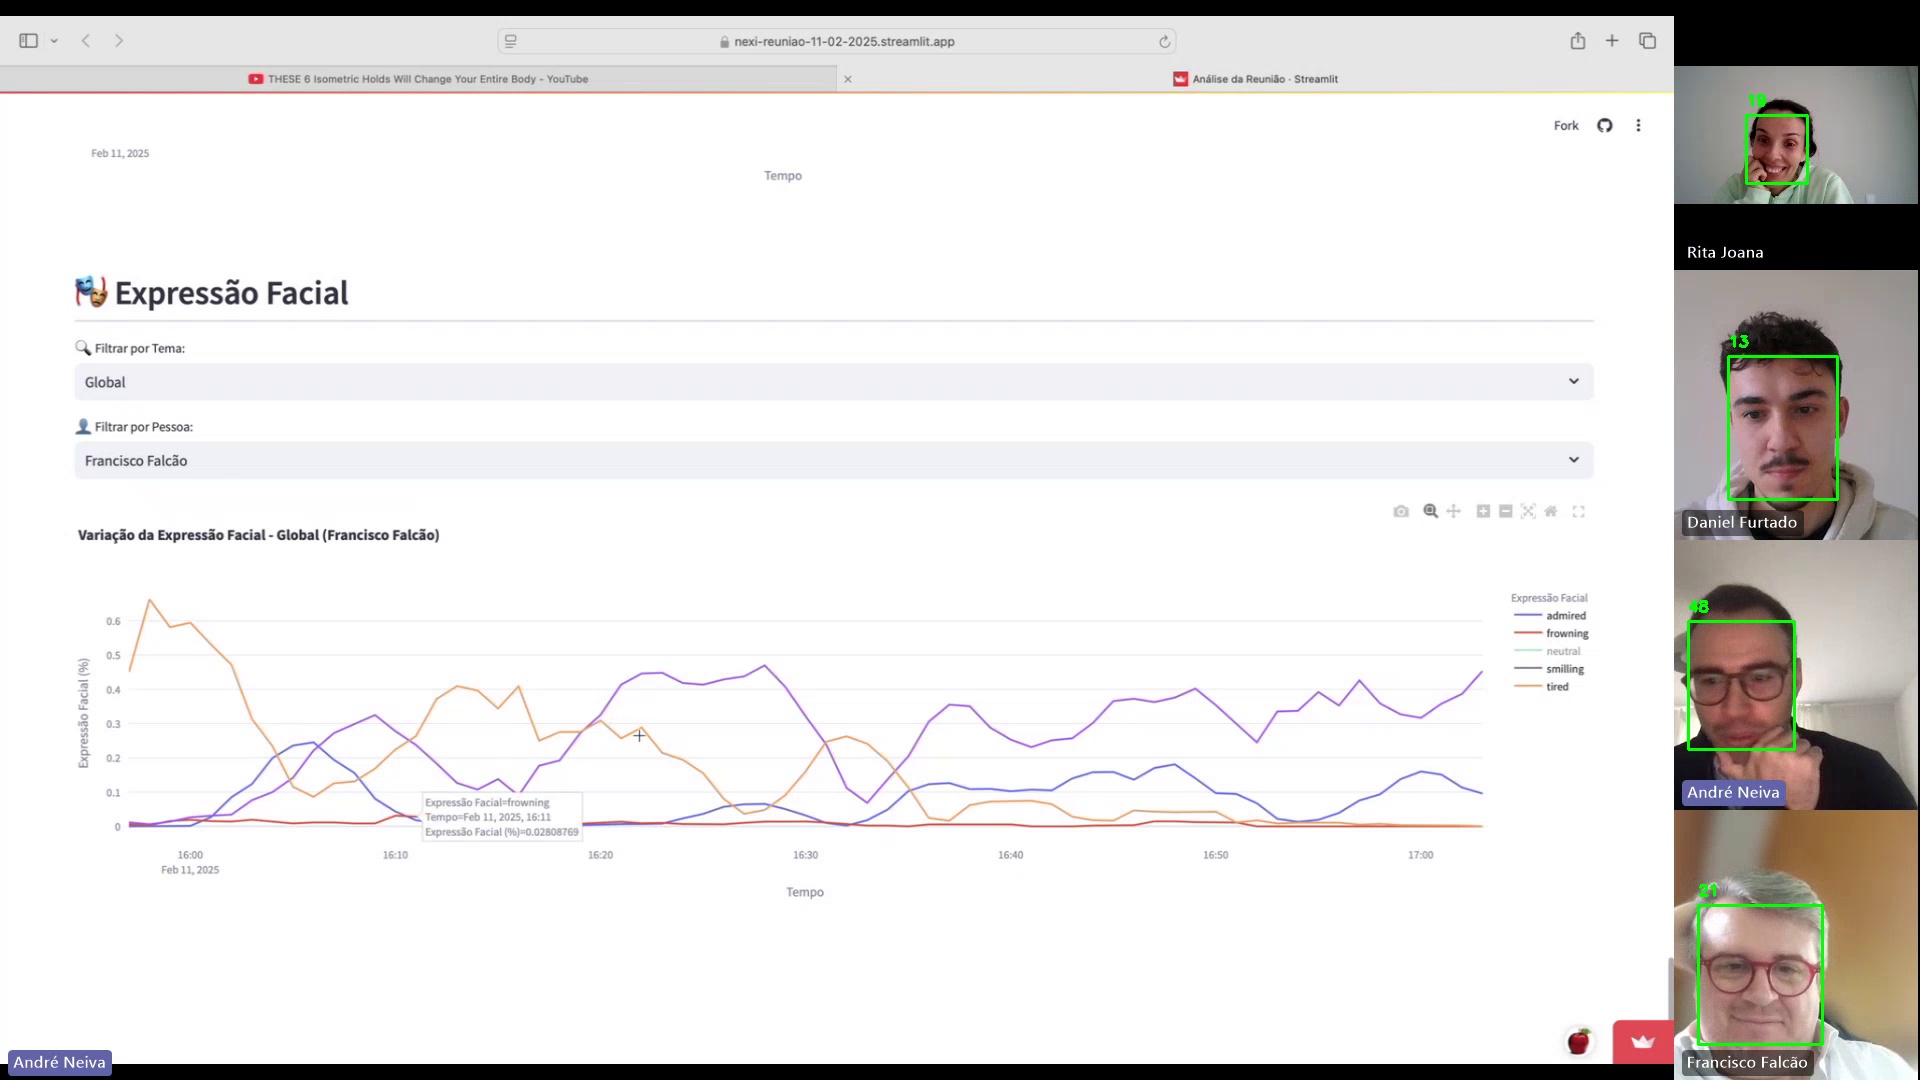 nexi-reuniao-11-02-2025.streamlit.app
THESE 6 Isometric Holds Will Change Your Entire Body - YouTube
Análise da Reunião · Streamlit
Fork
Feb 11, 2025
Tempo
Expressão Facial
Filtrar por Tema:
Global
Filtrar por Pessoa:
Francisco Falcão
Variação da Expressão Facial - Global (Francisco Falcão)
Expressão Facial (%)
0.6
0.5
0.4
0.3
0.2
0.1
0
Expressão Facial
admired
frowning
neutral
smilling
tired
Expressão Facial=frowning
Tempo=Feb 11, 2025, 16:11
Expressão Facial (%)=0.02808769
16:00
16:10
16:20
16:30
16:40
16:50
17:00
Feb 11, 2025
Tempo
André Neiva
Rita Joana
13
Daniel Furtado
48
André Neiva
21
Francisco Falcão